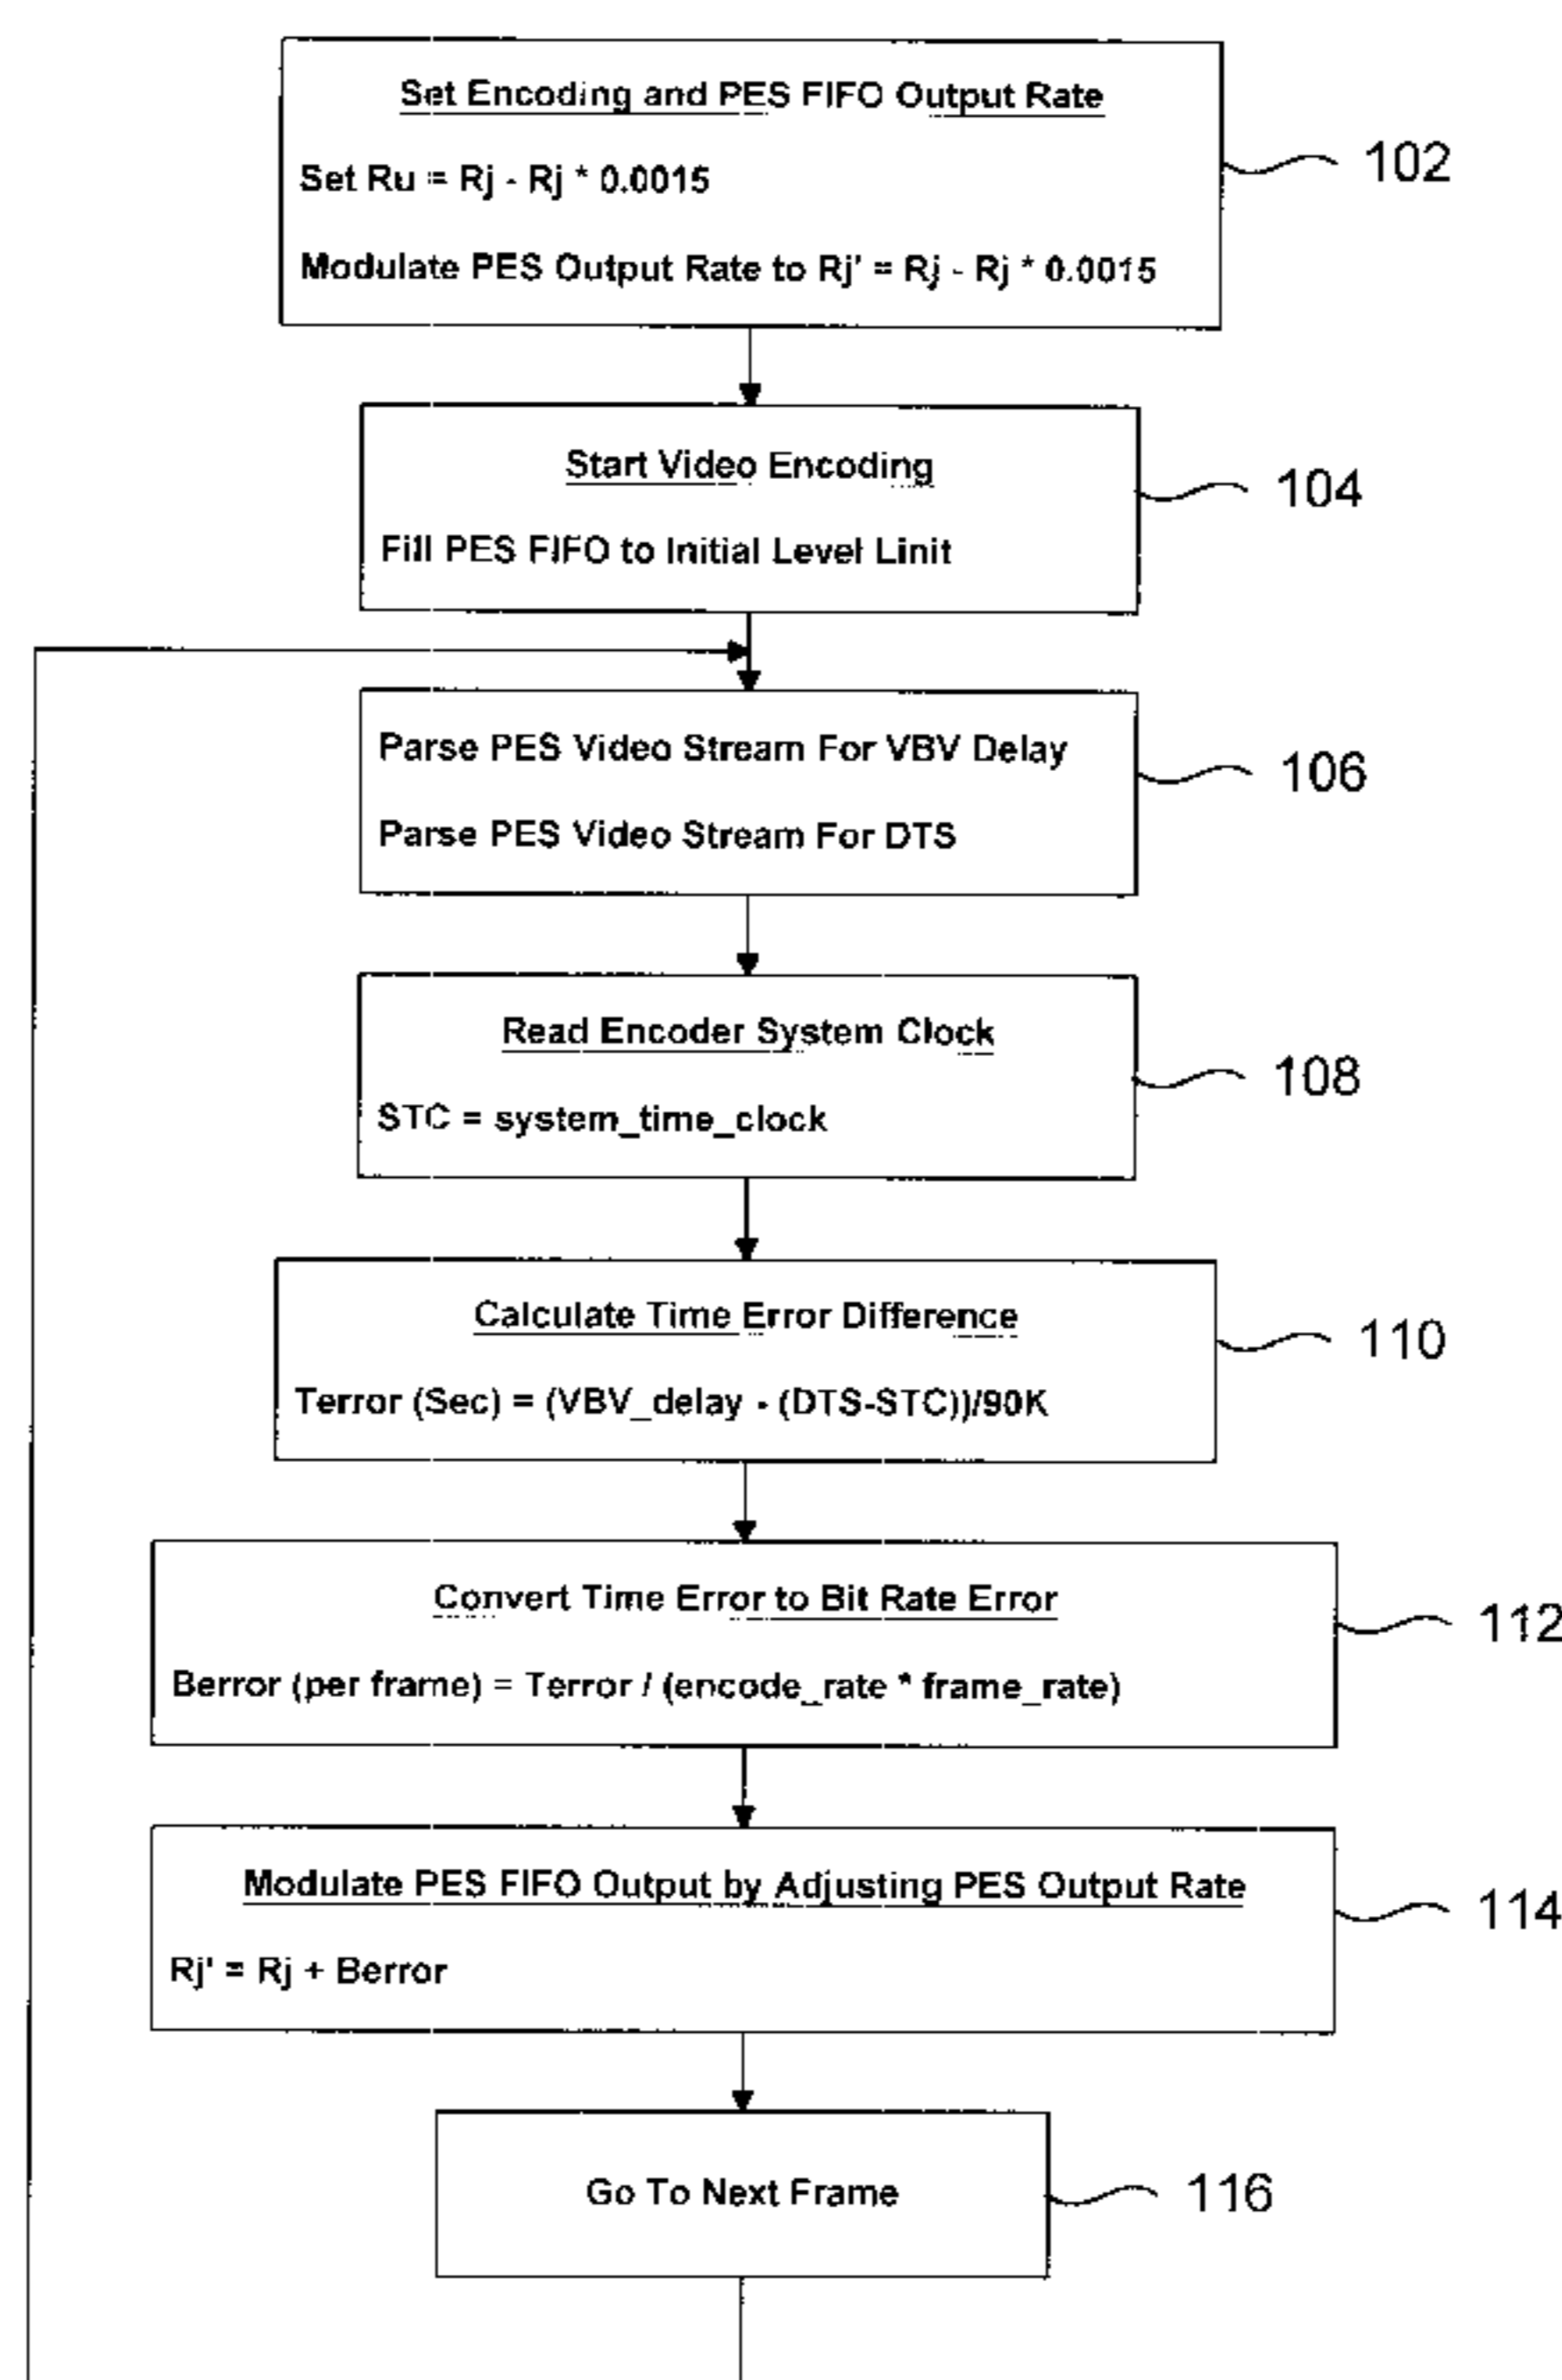 Set Encoding and PES FIFO Output Rate
Set Ru = Rj - Rj * 0.0015
Modulate PES Output Rate to Rj' = Rj - Rj * 0.0015
102
Start Video Encoding
Fill PES FIFO to Initial Level Linit
104
Parse PES Video Stream For VBV Delay
Parse PES Video Stream For DTS
106
Read Encoder System Clock
STC = system_time_clock
108
Calculate Time Error Difference
Terror (Sec) = (VBV_delay - (DTS-STC))/90K
110
Convert Time Error to Bit Rate Error
Berror (per frame) = Terror / (encode_rate * frame_rate)
112
Modulate PES FIFO Output by Adjusting PES Output Rate
Rj' = Rj + Berror
114
Go To Next Frame
116